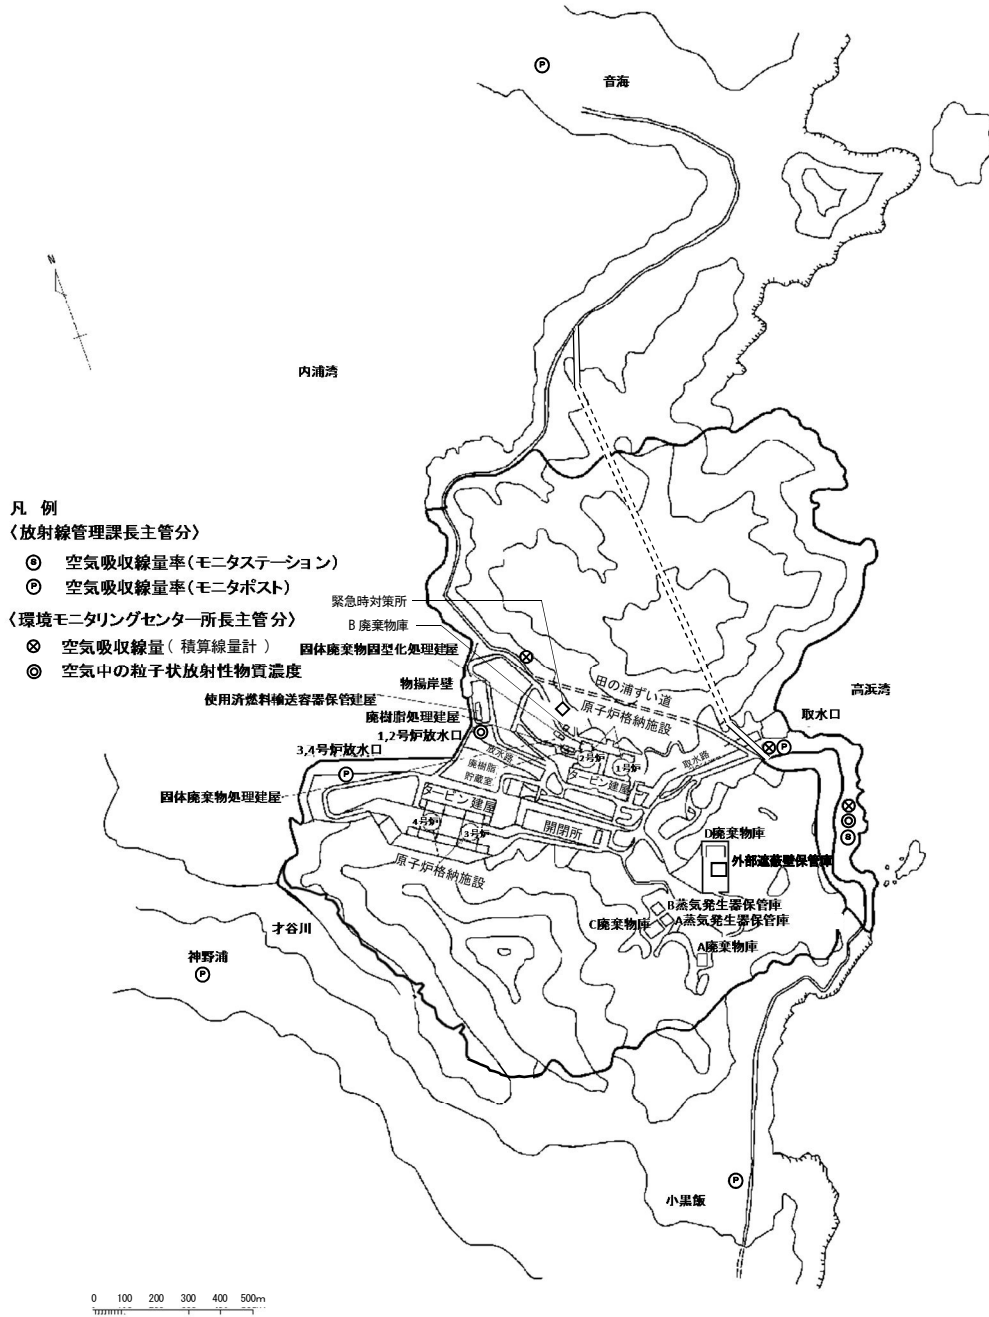 Ⓟ
音海
N
内浦湾
凡 例
〈放射線管理課長主管分〉
Ⓢ 空気吸収線量率(モニタステーション)
Ⓟ 空気吸収線量率(モニタポスト)
〈環境モニタリングセンター所長主管分〉
⊗ 空気吸収線量(積算線量計)
◎ 空気中の粒子状放射性物質濃度
緊急時対策所
B 廃棄物庫
固体廃棄物固型化処理建屋
物揚岸壁
使用済燃料輸送容器保管建屋
廃樹脂処理建屋
1,2号炉放水口
3,4号炉放水口
Ⓟ
固体廃棄物処理建屋
田の浦ずい道
原子炉格納施設
高浜湾
取水口
Ⓟ
放水路
廃樹脂
貯蔵室
2号炉
1号炉
取水路
タービン建屋
タービン建屋
4号炉
3号炉
開閉所
原子炉格納施設
Ⓢ
D廃棄物庫
外部遮蔽壁保管庫
B蒸気発生器保管庫
A蒸気発生器保管庫
C廃棄物庫
A廃棄物庫
才谷川
神野浦
Ⓟ
Ⓟ
小黒飯
0 100 200 300 400 500m